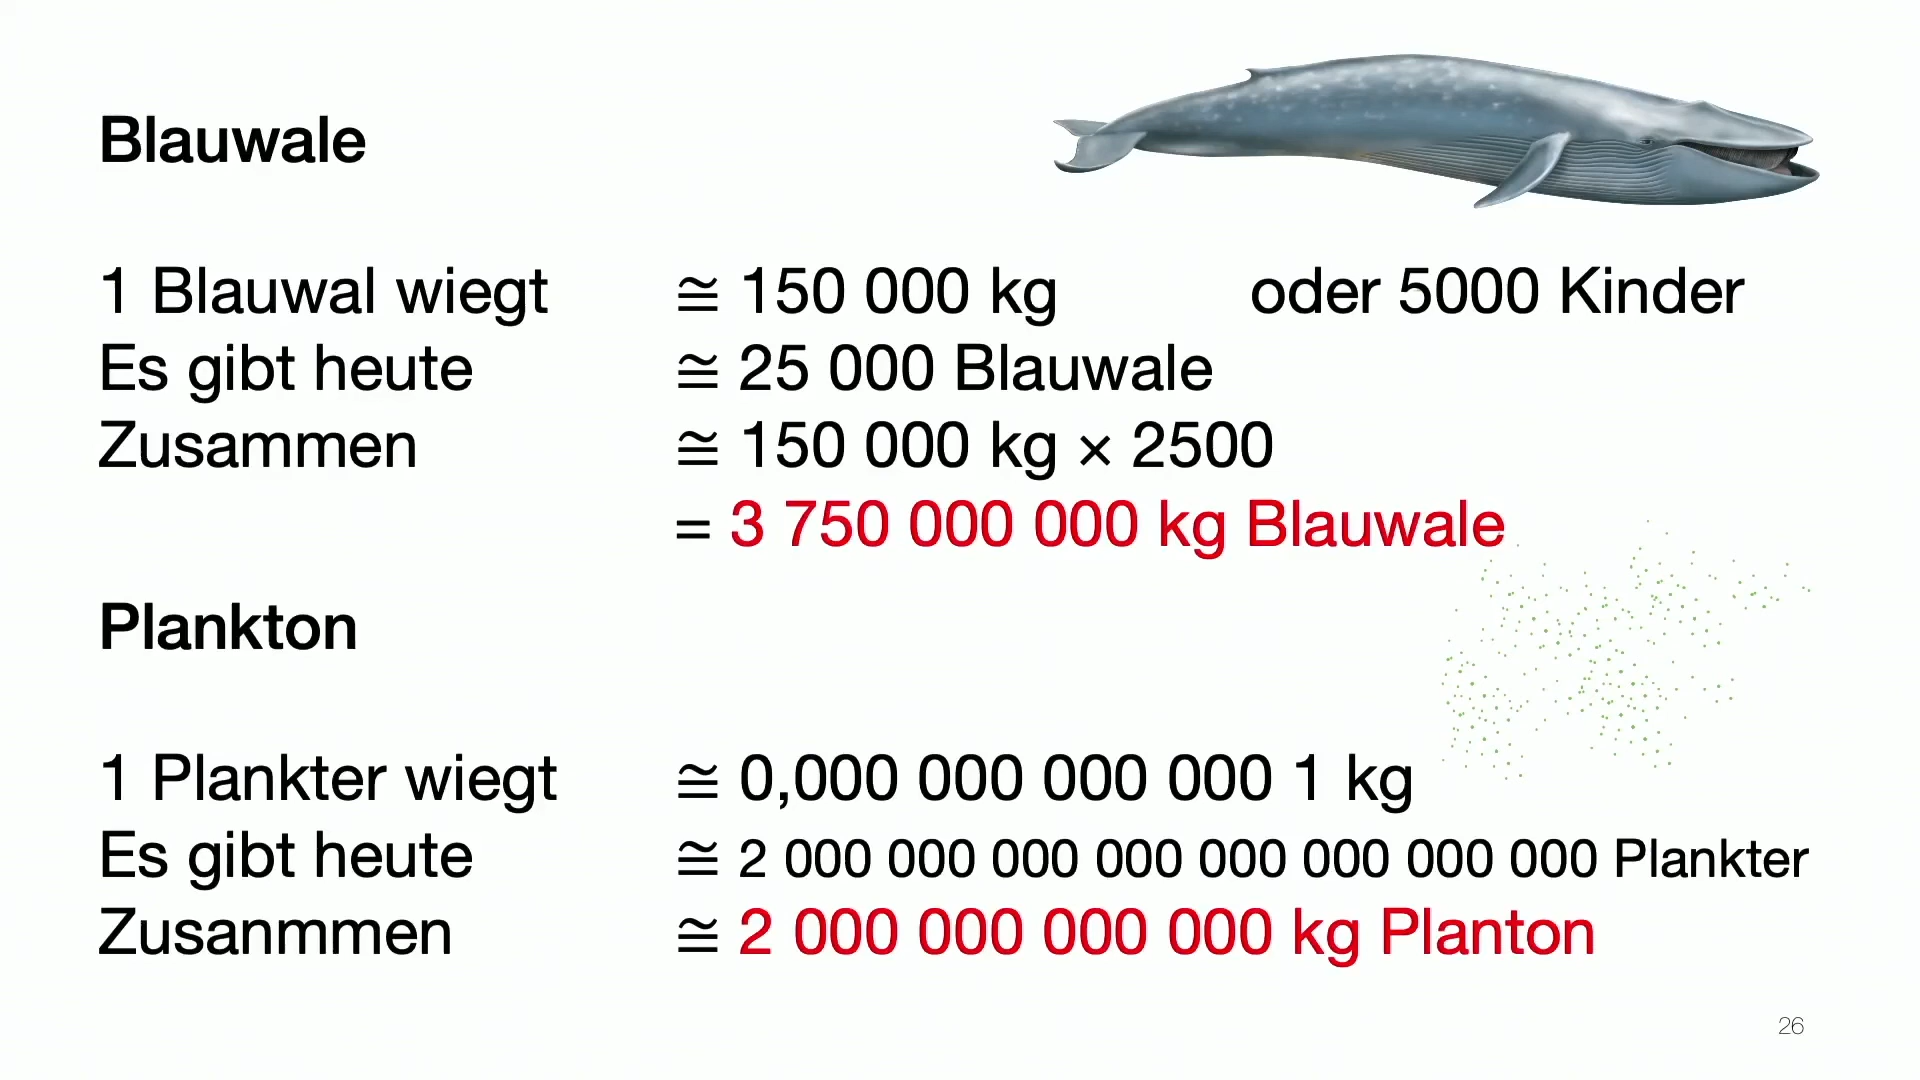 Blauwale
1 Blauwal wiegt ≅ 150 000 kg oder 5000 Kinder
Es gibt heute ≅ 25 000 Blauwale
Zusammen ≅ 150 000 kg × 2500
= 3 750 000 000 kg Blauwale
Plankton
1 Plankter wiegt ≅ 0,000 000 000 000 1 kg
Es gibt heute ≅ 2 000 000 000 000 000 000 000 000 Plankter
Zusanmmen ≅ 2 000 000 000 000 kg Planton
26